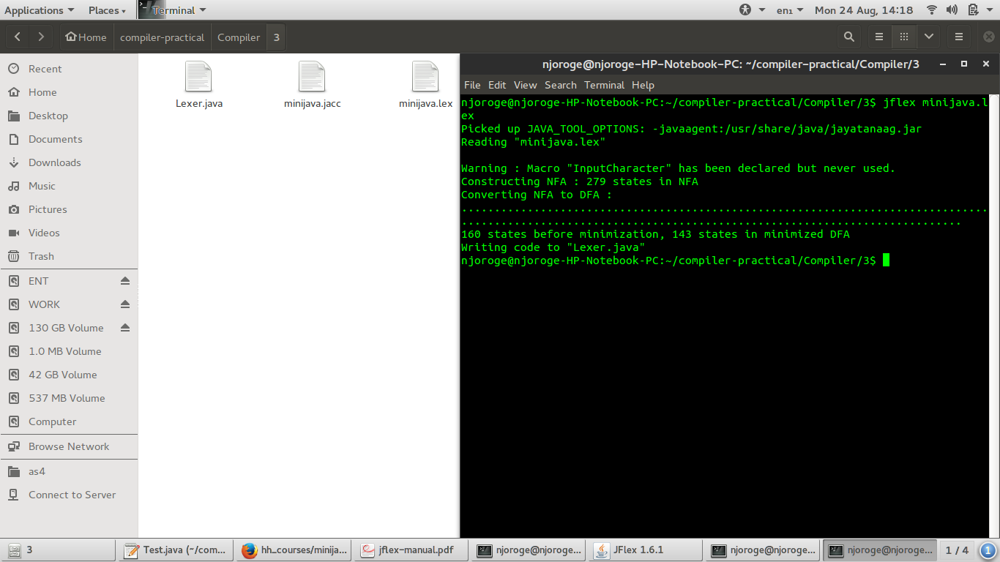 Applications Places Terminal en₁ Mon 24 Aug, 14:18
Home compiler-practical Compiler 3
Recent
Home
Desktop
Documents
Downloads
Music
Pictures
Videos
Trash
ENT
WORK
130 GB Volume
1.0 MB Volume
42 GB Volume
537 MB Volume
Computer
Browse Network
as4
Connect to Server
Lexer.java minijava.jacc minijava.lex
njoroge@njoroge-HP-Notebook-PC: ~/compiler-practical/Compiler/3
File Edit View Search Terminal Help
njoroge@njoroge-HP-Notebook-PC:~/compiler-practical/Compiler/3$ jflex minijava.l
ex
Picked up JAVA_TOOL_OPTIONS: -javaagent:/usr/share/java/jayatanaag.jar
Reading "minijava.lex"
Warning : Macro "InputCharacter" has been declared but never used.
Constructing NFA : 279 states in NFA
Converting NFA to DFA :
................................................................................
............................................................................
160 states before minimization, 143 states in minimized DFA
Writing code to "Lexer.java"
njoroge@njoroge-HP-Notebook-PC:~/compiler-practical/Compiler/3$
3 Test.java (~/com... hh_courses/minija... jflex-manual.pdf njoroge@njoroge... JFlex 1.6.1 njoroge@njoroge... njoroge@njoroge... 1 / 4 1